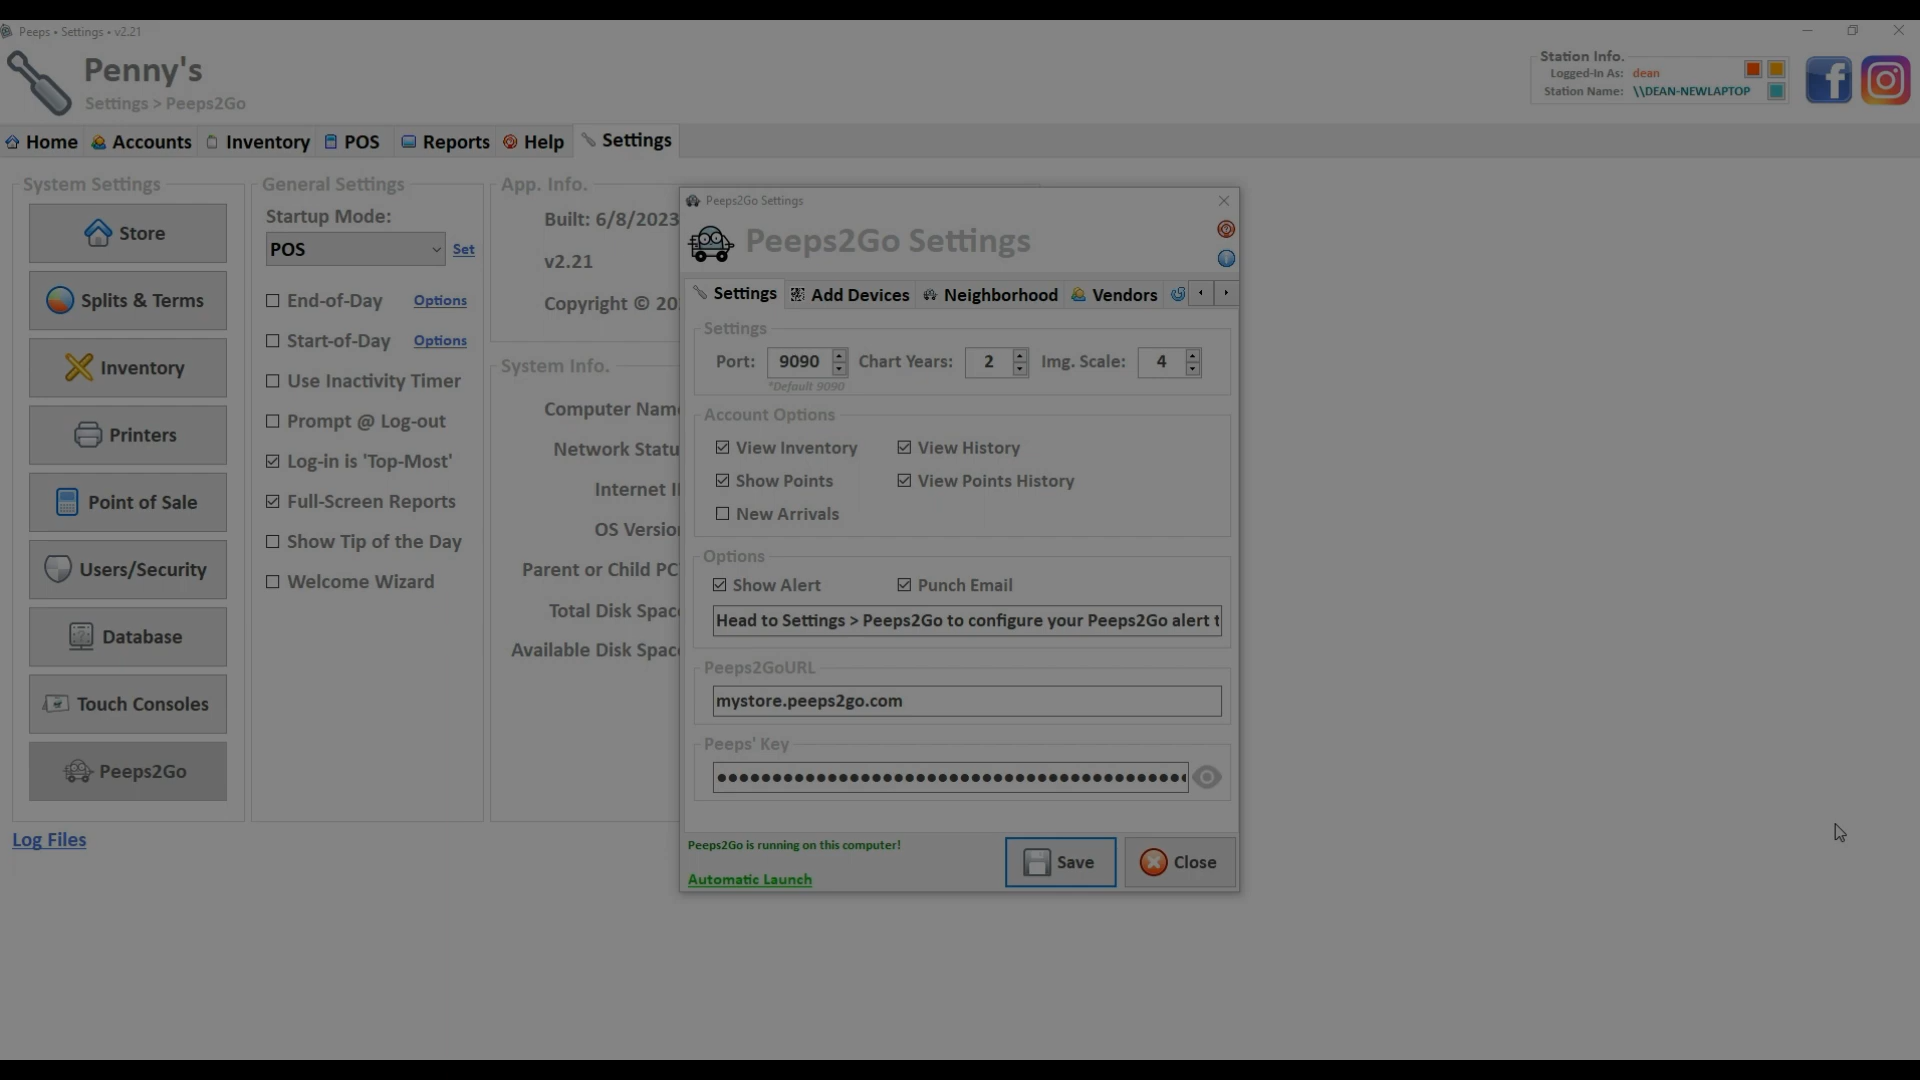 Peeps • Settings • v2.21
Penny's
Settings > Peeps2Go
Station Info.
Logged-In As: dean
Station Name: \\DEAN-NEWLAPTOP
Home
Accounts
Inventory
POS
Reports
Help
Settings
System Settings
Store
Splits & Terms
Inventory
Printers
Point of Sale
Users/Security
Database
Touch Consoles
Peeps2Go
Log Files
General Settings
Startup Mode:
POS
Set
End-of-Day Options
Start-of-Day Options
Use Inactivity Timer
Prompt @ Log-out
Log-in is 'Top-Most'
Full-Screen Reports
Show Tip of the Day
Welcome Wizard
App. Info.
Built: 6/8/2023
v2.21
Copyright © 20
System Info.
Computer Name
Network Statu
Internet I
OS Version
Parent or Child PC
Total Disk Space
Available Disk Space
Peeps2Go Settings
Peeps2Go Settings
Settings
Add Devices
Neighborhood
Vendors
Settings
Port: 9090 Chart Years: 2 Img. Scale: 4
*Default 9090
Account Options
View Inventory View History
Show Points View Points History
New Arrivals
Options
Show Alert Punch Email
Head to Settings > Peeps2Go to configure your Peeps2Go alert t
Peeps2GoURL
mystore.peeps2go.com
Peeps' Key
Peeps2Go is running on this computer!
Automatic Launch
Save
Close